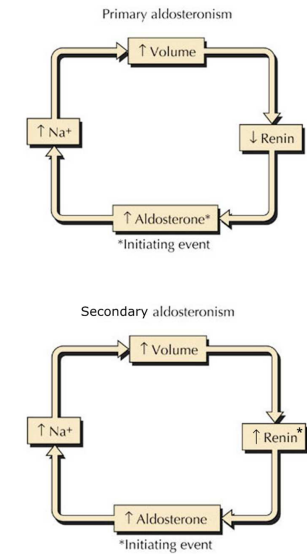 Primary aldosteronism
↑ Volume
↑ Na+
↓ Renin
↑ Aldosterone*
*Initiating event
Secondary aldosteronism
↑ Volume
↑ Na+
↑ Renin*
↑ Aldosterone
*Initiating event